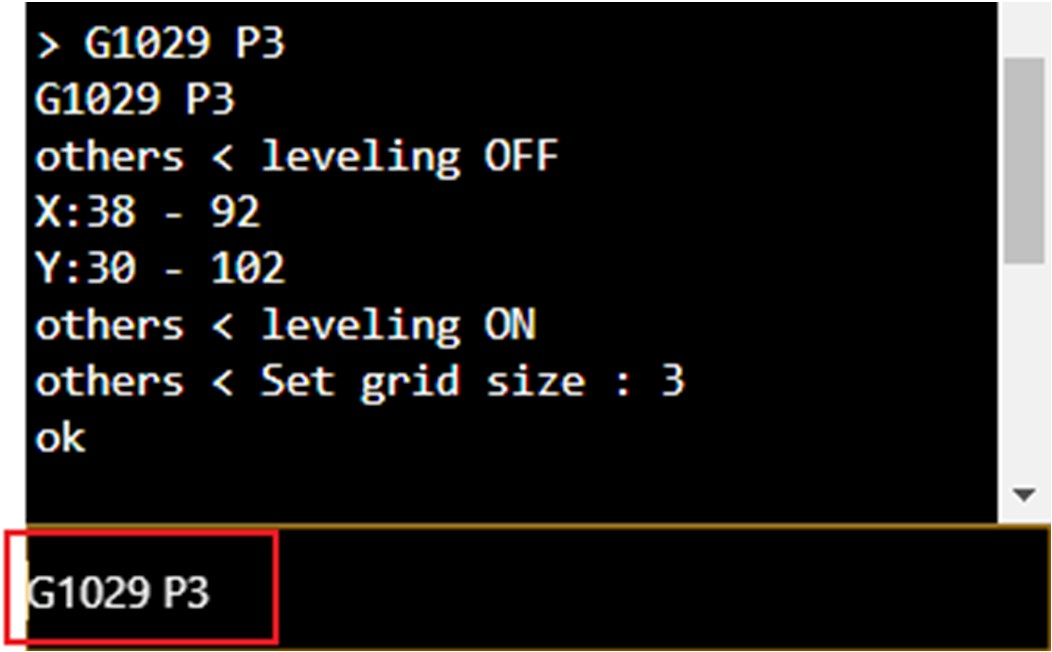 > G1029 P3
G1029 P3
others < leveling OFF
X:38 - 92
Y:30 - 102
others < leveling ON
others < Set grid size : 3
ok
G1029 P3